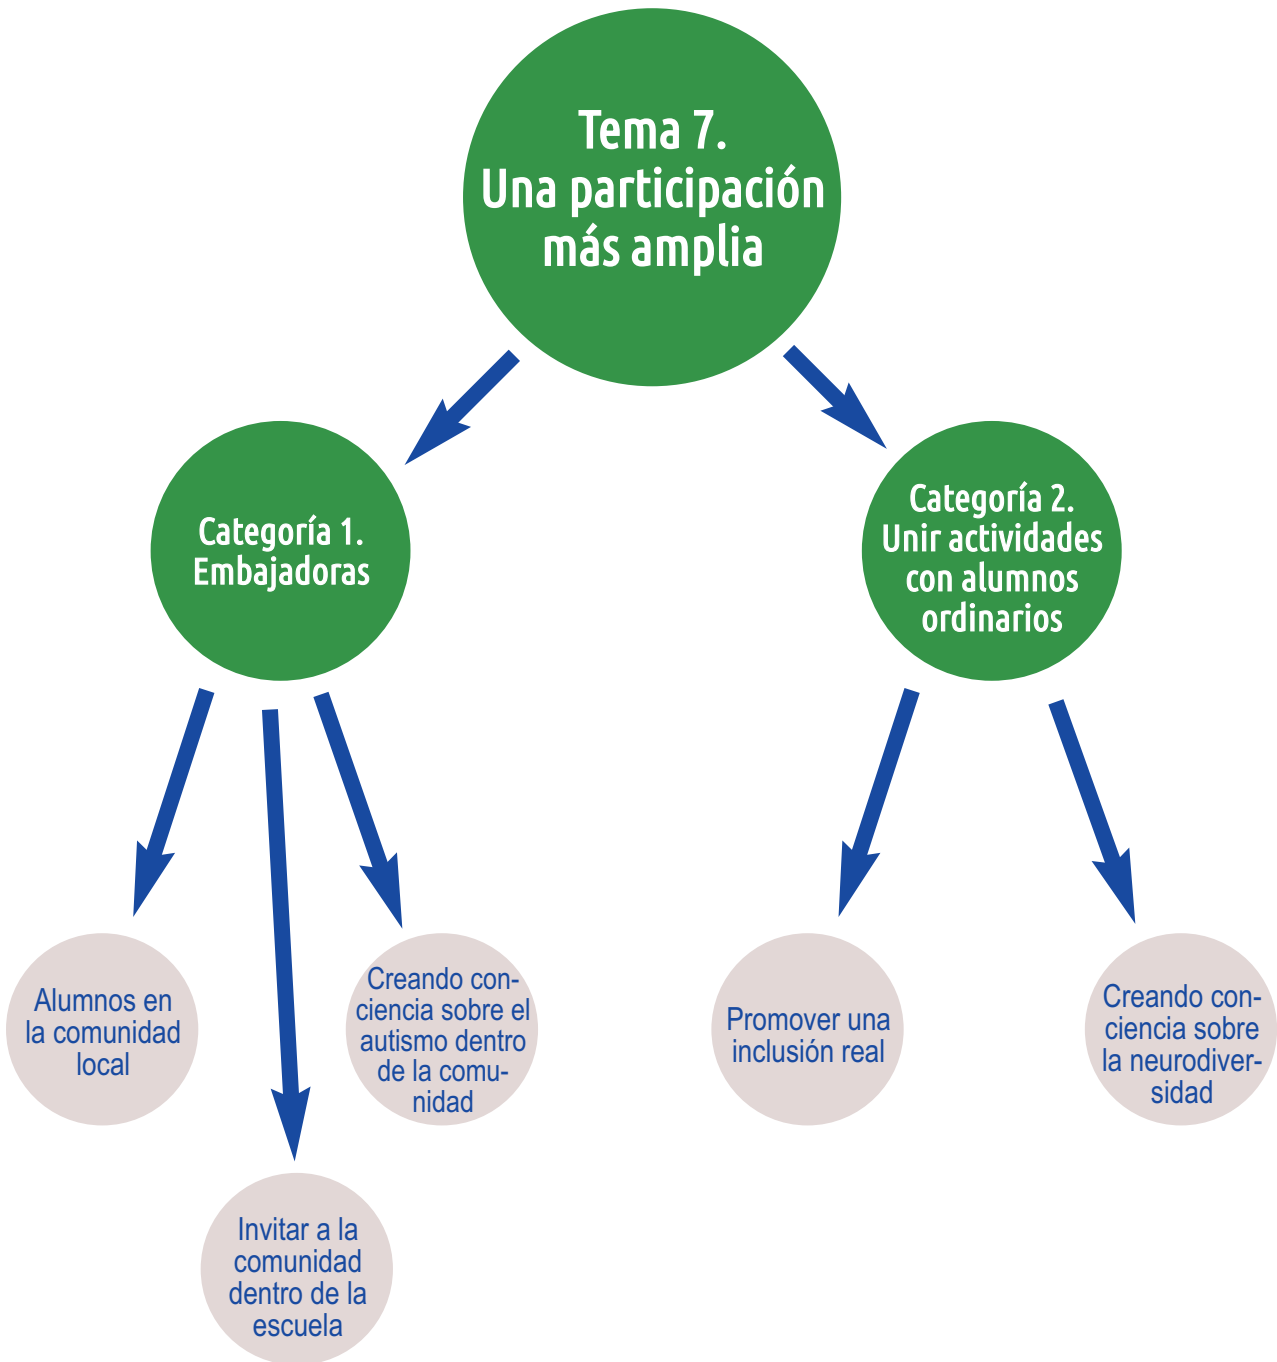 Tema 7.
Una participación
más amplia
Categoría 1.
Embajadoras
Categoría 2.
Unir actividades
con alumnos
ordinarios
Alumnos en
la comunidad
local
Creando con-
ciencia sobre el
autismo dentro
de la comu-
nidad
Promover una
inclusión real
Creando con-
ciencia sobre
la neurodiver-
sidad
Invitar a la
comunidad
dentro de la
escuela